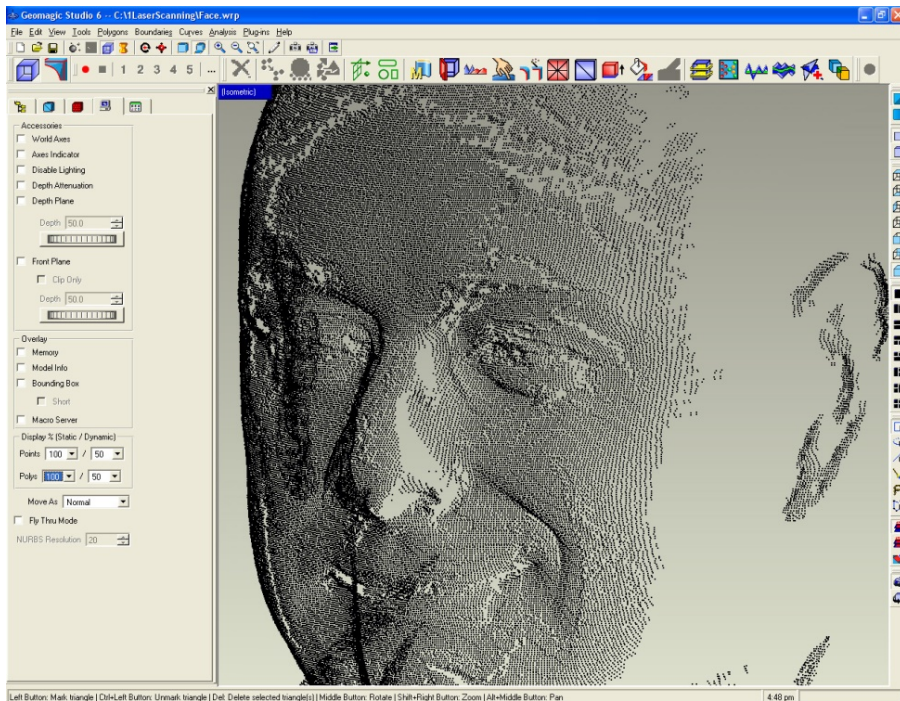 Geomagic Studio 6 -- C:\1LaserScanning\Face.wrp
File Edit View Tools Polygons Boundaries Curves Analysis Plug-ins Help
1 2 3 4 5 ...
(Isometric)
Accessories
World Axes
Axes Indicator
Disable Lighting
Depth Attenuation
Depth Plane
Depth 50.0
Front Plane
Clip Only
Depth 50.0
Overlay
Memory
Model Info
Bounding Box
Short
Macro Server
Display % (Static / Dynamic)
Points 100 / 50
Polys 100 / 50
Move As Normal
Fly Thru Mode
NURBS Resolution 20
Left Button: Mark triangle | Ctrl+Left Button: Unmark triangle | Del: Delete selected triangle(s) | Middle Button: Rotate | Shift+Right Button: Zoom | Alt+Middle Button: Pan
4:48 pm